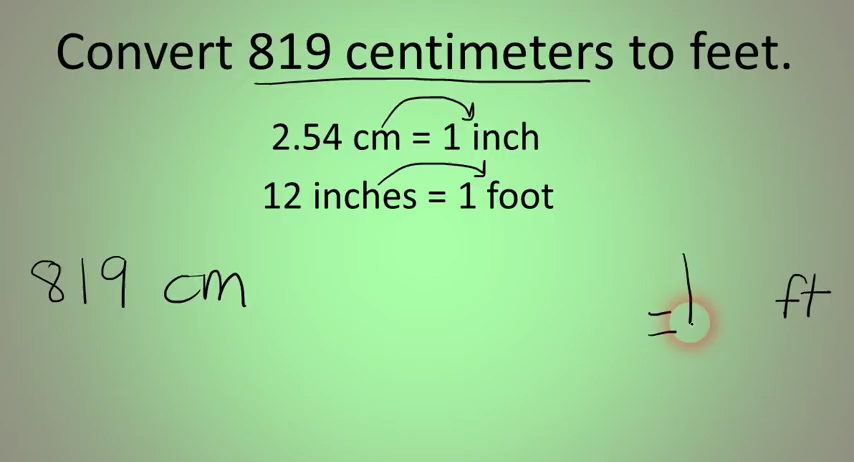 Convert 819 centimeters to feet.
2.54 cm = 1 inch
12 inches = 1 foot
819 cm = ft